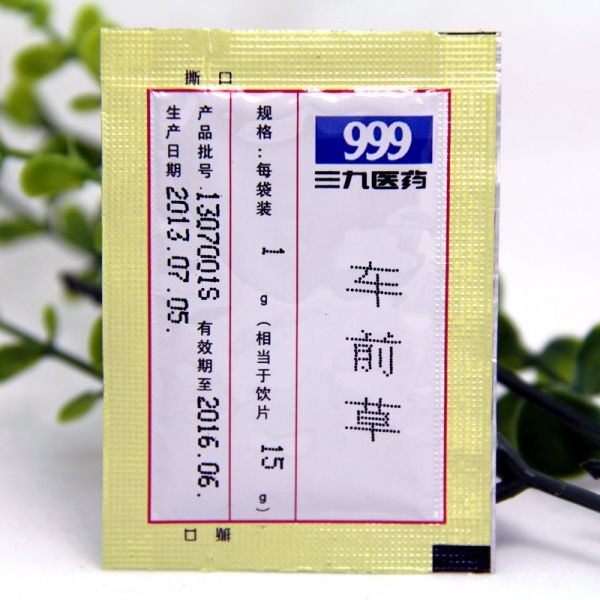 撕 口
999
三九医药
车前草
规格：每袋装 1 g（相当于饮片 15 g）
产品批号 1307001S 有效期至 2016.06.
生产日期 2013.07.05.
撕 口